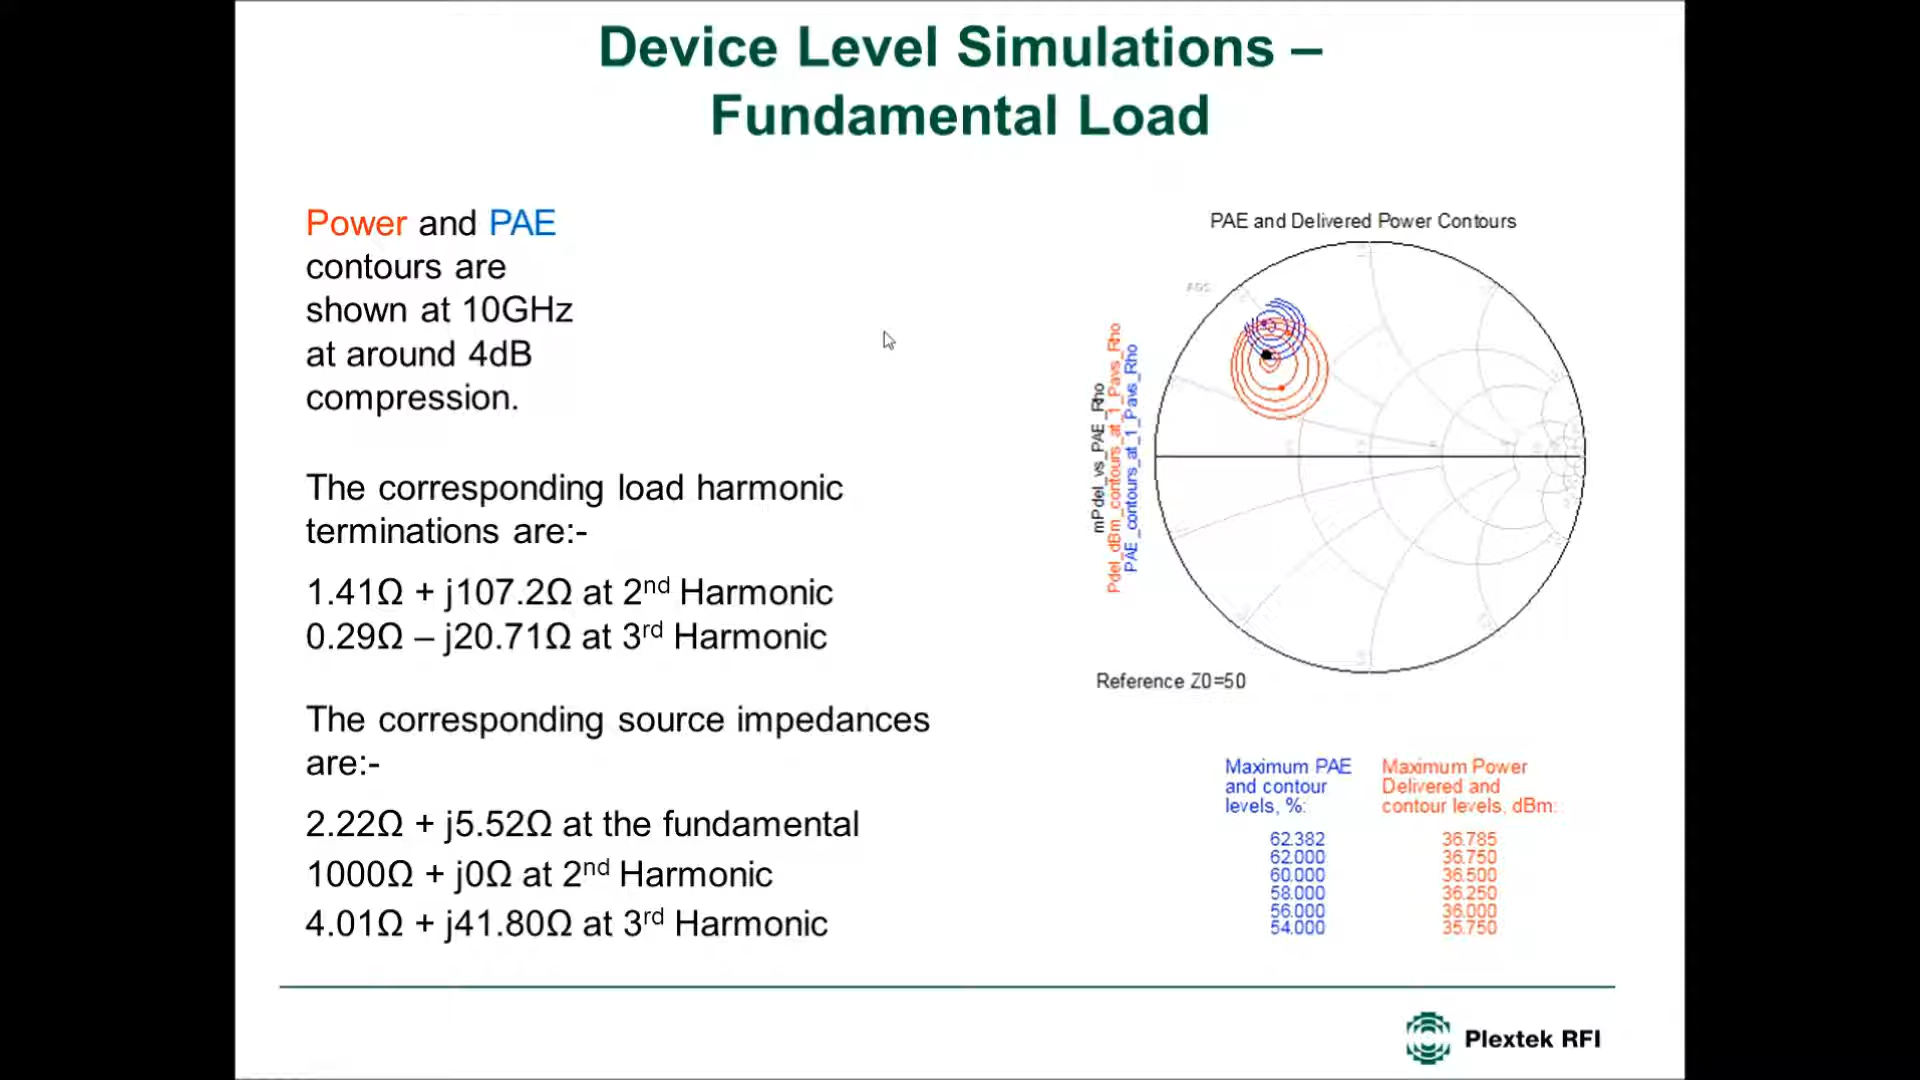 Device Level Simulations –
Fundamental Load
Power and PAE
contours are
shown at 10GHz
at around 4dB
compression.
The corresponding load harmonic
terminations are:-
1.41Ω + j107.2Ω at 2nd Harmonic
0.29Ω – j20.71Ω at 3rd Harmonic
The corresponding source impedances
are:-
2.22Ω + j5.52Ω at the fundamental
1000Ω + j0Ω at 2nd Harmonic
4.01Ω + j41.80Ω at 3rd Harmonic
PAE and Delivered Power Contours
ADS
mPdel_vs_PAE_Rho
Pdel_dBm_contours_at_1_Pavs_Rho
PAE_contours_at_1_Pavs_Rho
Reference Z0=50
Maximum PAE
and contour
levels, %:
62.382
62.000
60.000
58.000
56.000
54.000
Maximum Power
Delivered and
contour levels, dBm:
36.785
36.750
36.500
36.250
36.000
35.750
Plextek RFI